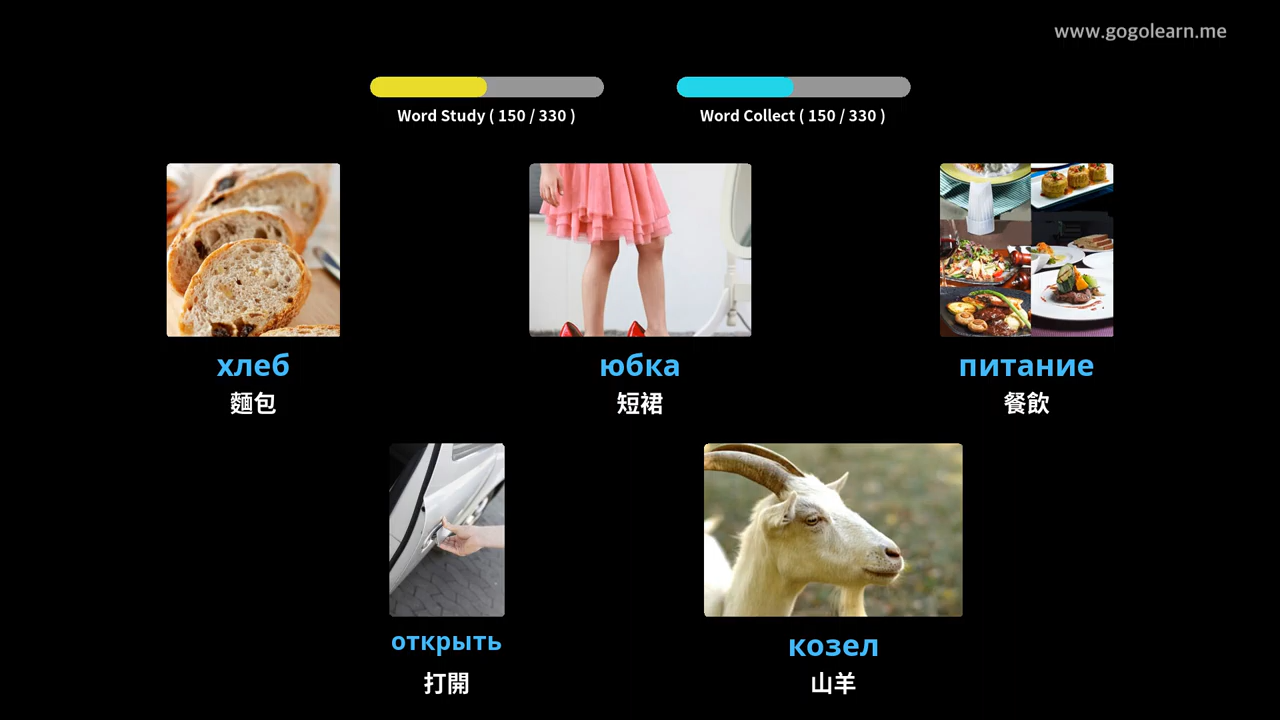 www.gogolearn.me
Word Study ( 150 / 330 )
Word Collect ( 150 / 330 )
хлеб
麵包
юбка
短裙
питание
餐飲
открыть
打開
козел
山羊